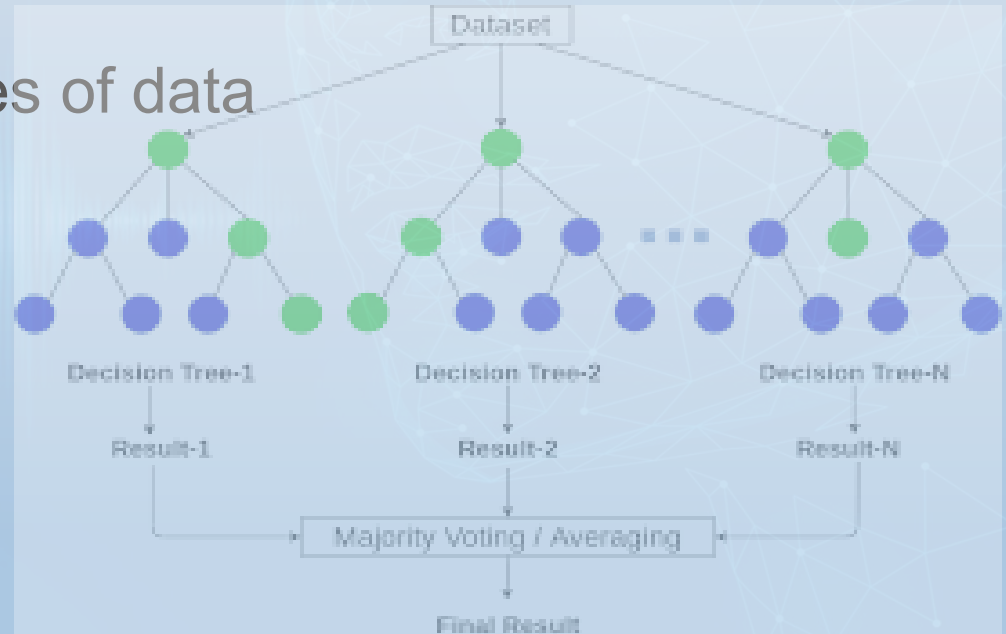 Dataset
es of data
Decision Tree-1 Decision Tree-2 Decision Tree-N
Result-1 Result-2 Result-N
Majority Voting / Averaging
Final Result